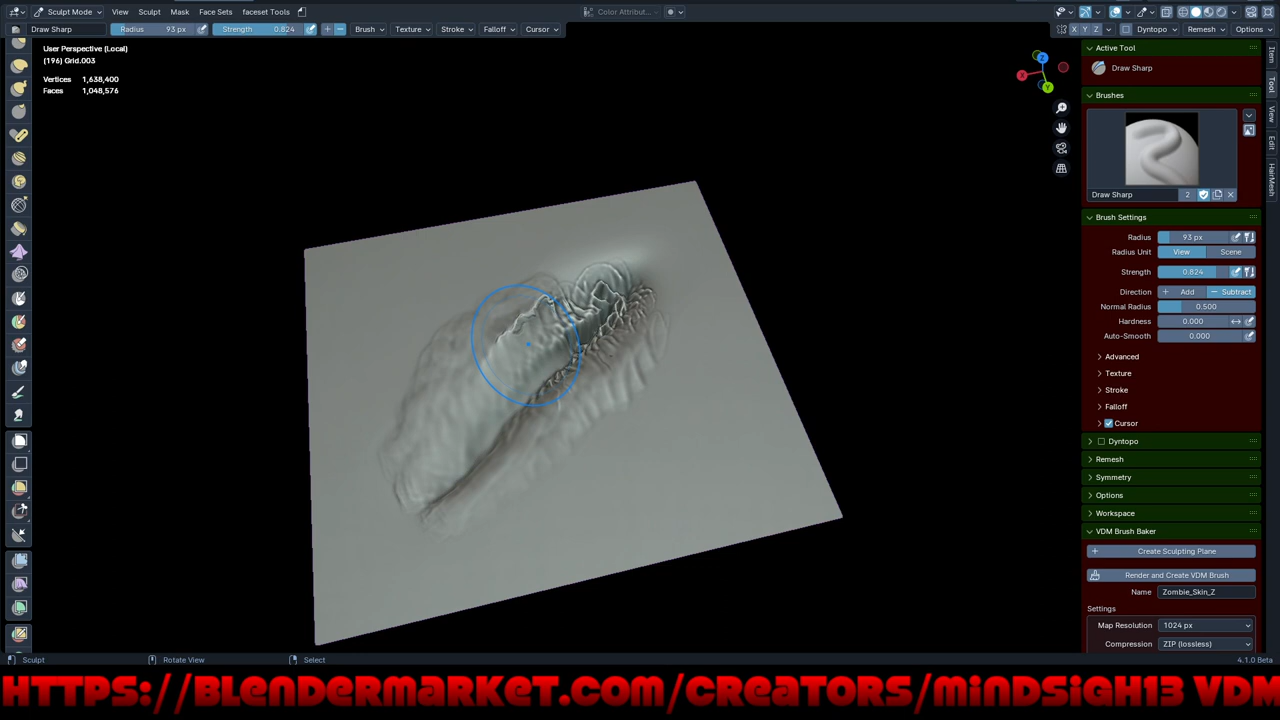 Sculpt Mode View Sculpt Mask Face Sets faceset Tools Color Attribut...
Draw Sharp Radius 93 px Strength 0.824 Brush Texture Stroke Falloff Cursor X Y Z Dyntopo Remesh Options
User Perspective (Local)
(196) Grid.003
Vertices 1,638,400
Faces 1,048,576
X
Y
Z
Active Tool
Draw Sharp
Brushes
Draw Sharp 2
Brush Settings
Radius 93 px
Radius Unit View Scene
Strength 0.824
Direction Add Subtract
Normal Radius 0.500
Hardness 0.000
Auto-Smooth 0.000
Advanced
Texture
Stroke
Falloff
Cursor
Dyntopo
Remesh
Symmetry
Options
Workspace
VDM Brush Baker
Create Sculpting Plane
Render and Create VDM Brush
Name Zombie_Skin_Z
Settings
Map Resolution 1024 px
Compression ZIP (lossless)
Item
Tool
View
Edit
HairMesh
Sculpt Rotate View Select 4.1.0 Beta
HTTPS://BLENDERMARKET.COM/CREATORS/MINDSIGH13 VDM